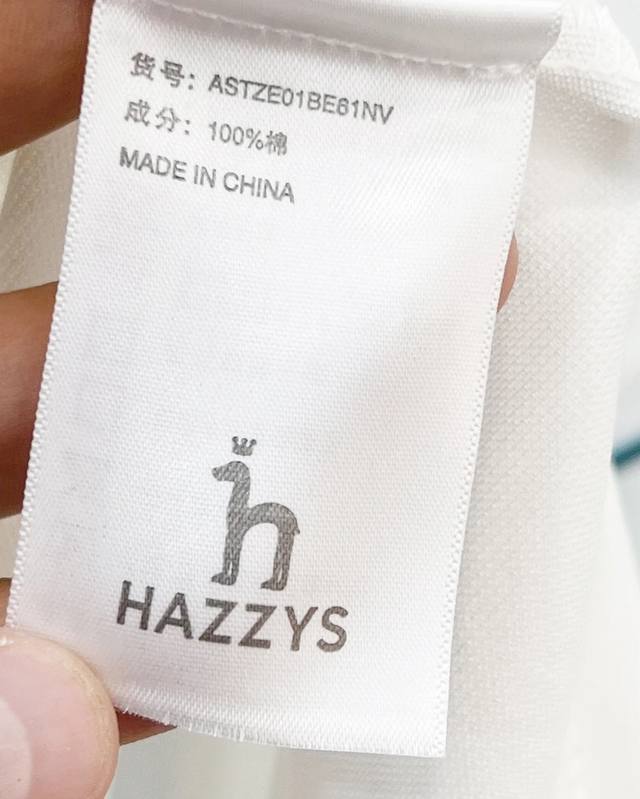 货号: ASTZE01BE61NV
成分: 100%棉
MADE IN CHINA
HAZZYS